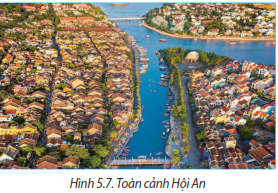 Hình 5.7. Toàn cảnh Hội An